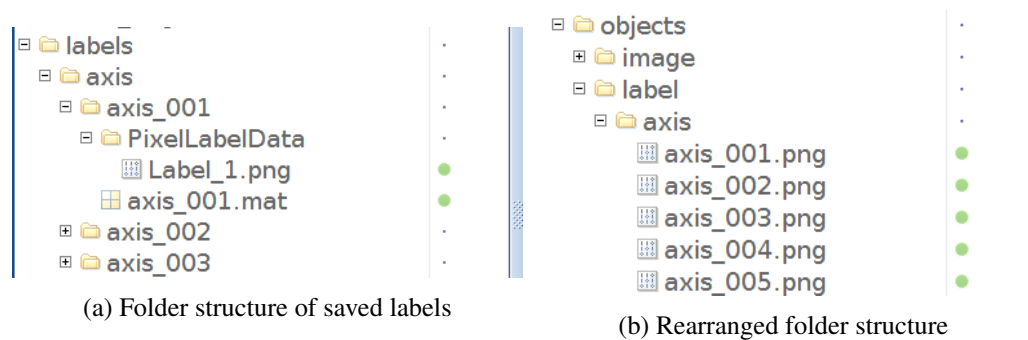 labels
axis
axis_001
PixelLabelData
Label_1.png
axis_001.mat
axis_002
axis_003
(a) Folder structure of saved labels
objects
image
label
axis
axis_001.png
axis_002.png
axis_003.png
axis_004.png
axis_005.png
(b) Rearranged folder structure